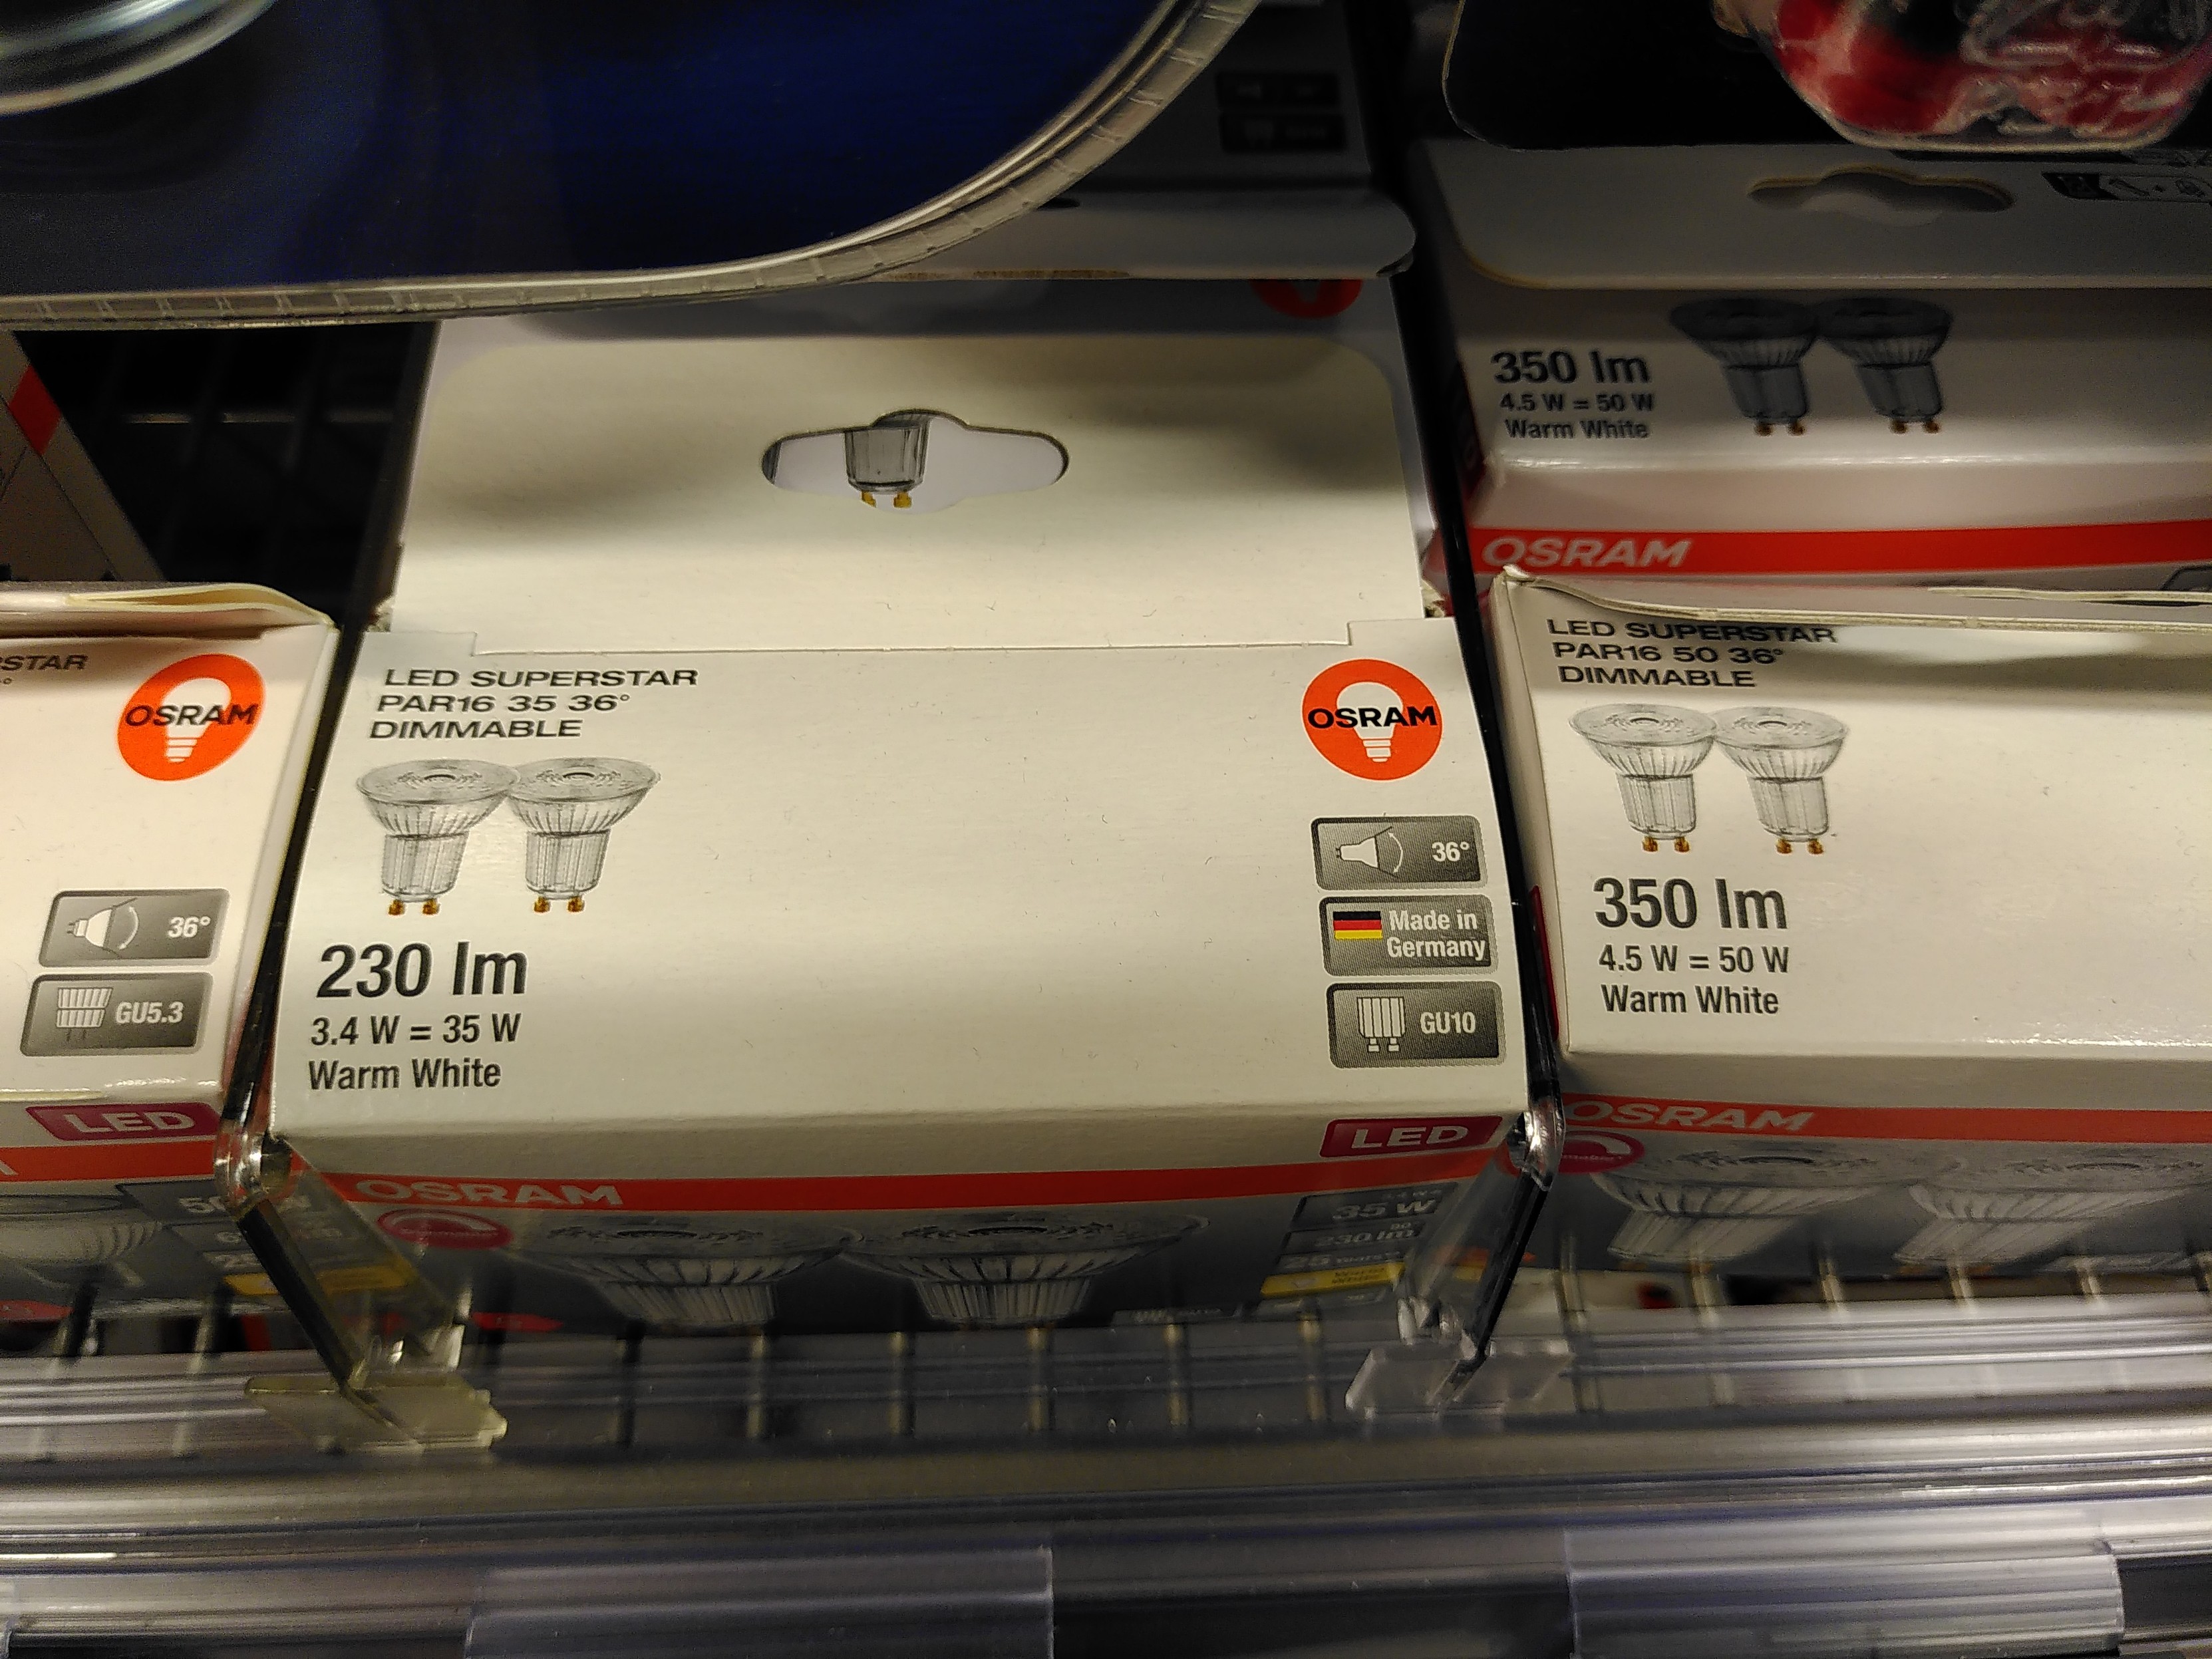 350 lm
4.5 W = 50 W
Warm White
OSRAM
STAR
OSRAM
36°
GU5.3
LED
LED SUPERSTAR
PAR16 35 36°
DIMMABLE
230 lm
3.4 W = 35 W
Warm White
OSRAM
36°
Made in
Germany
GU10
LED
OSRAM
35 W
230 lm
LED SUPERSTAR
PAR16 50 36°
DIMMABLE
350 lm
4.5 W = 50 W
Warm White
OSRAM